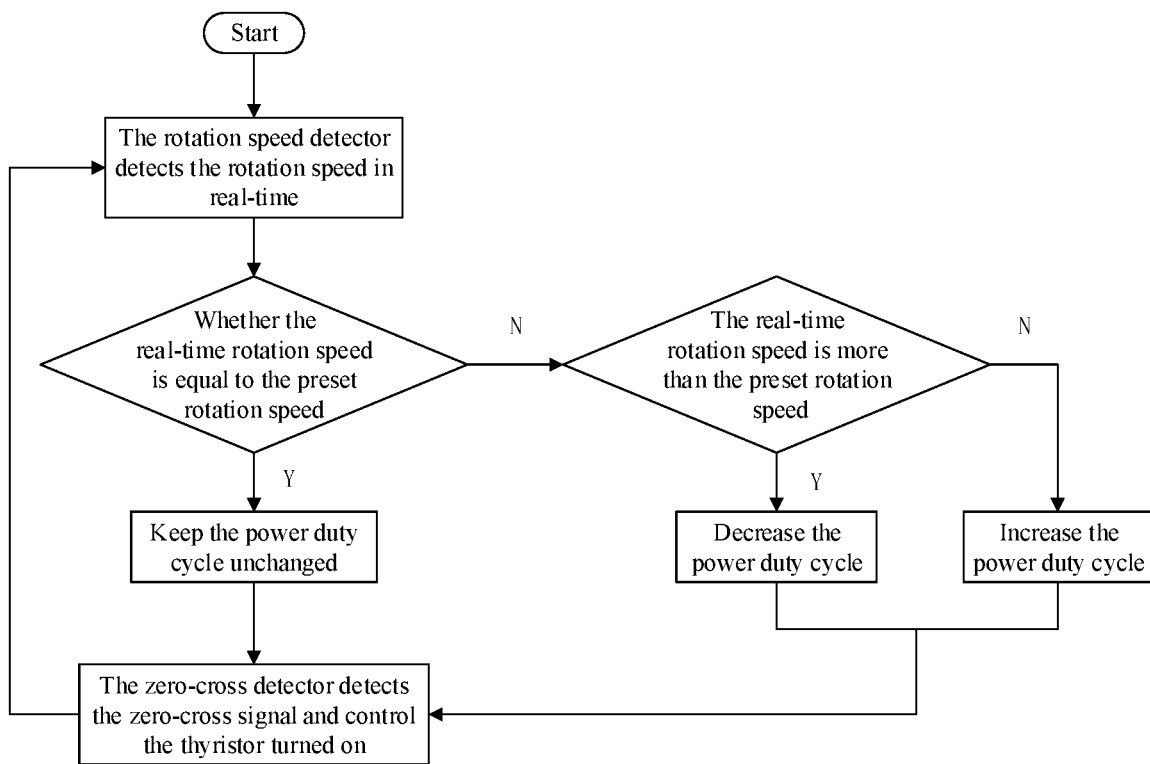 Start
The rotation speed detector
detects the rotation speed in
real-time
Whether the
real-time rotation speed
is equal to the preset
rotation speed
N
The real-time
rotation speed is more
than the preset rotation
speed
N
Y
Keep the power duty
cycle unchanged
Y
Decrease the
power duty cycle
Increase the
power duty cycle
The zero-cross detector detects
the zero-cross signal and control
the thyristor turned on